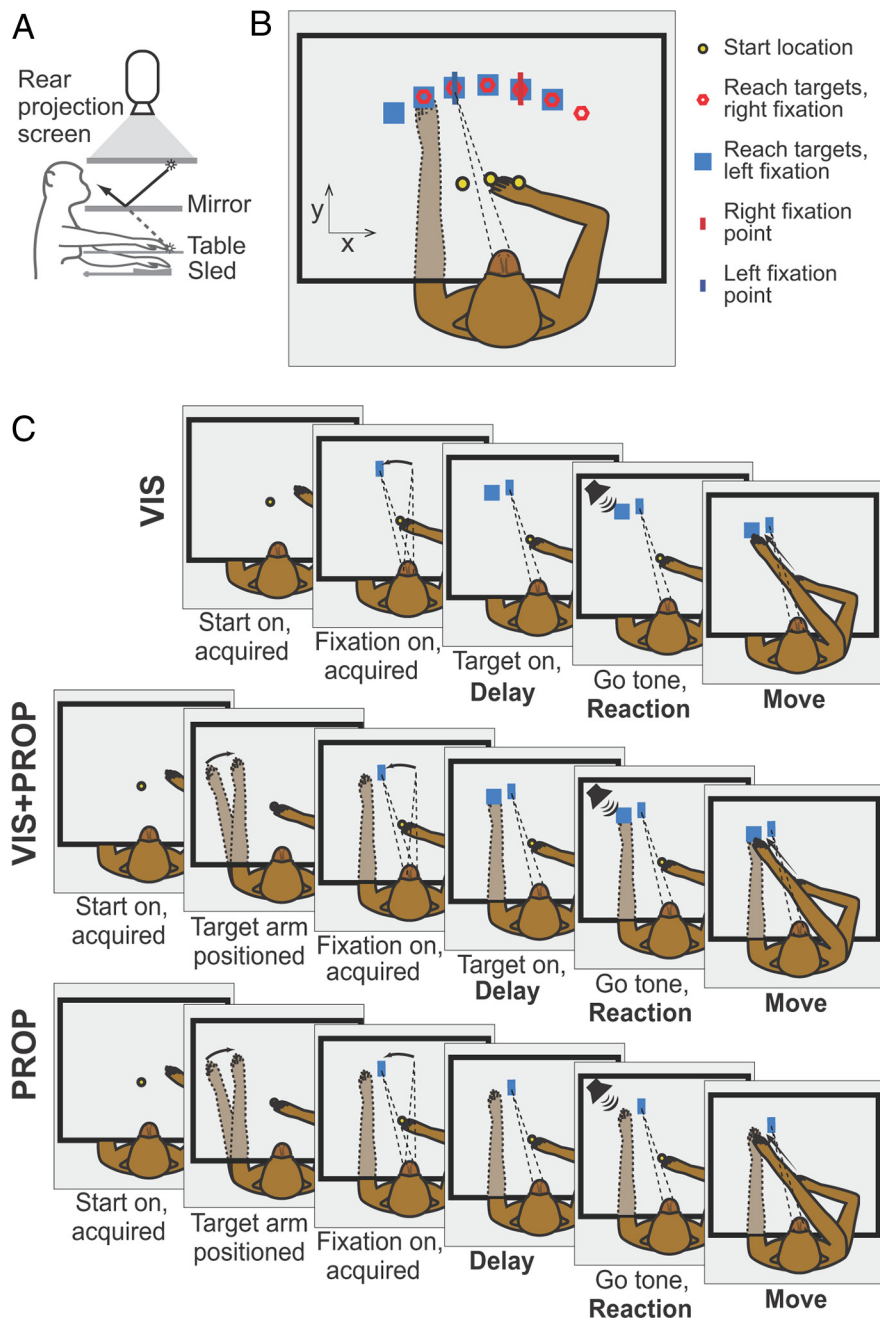 A
Rear
projection
screen
Mirror
Table
Sled
B
y
x
Start location
Reach targets,
right fixation
Reach targets,
left fixation
Right fixation
point
Left fixation
point
C
VIS
Start on,
acquired
Fixation on,
acquired
Target on,
Delay
Go tone,
Reaction
Move
VIS+PROP
Start on,
acquired
Target arm
positioned
Fixation on,
acquired
Target on,
Delay
Go tone,
Reaction
Move
PROP
Start on,
acquired
Target arm
positioned
Fixation on,
acquired
Delay
Go tone,
Reaction
Move